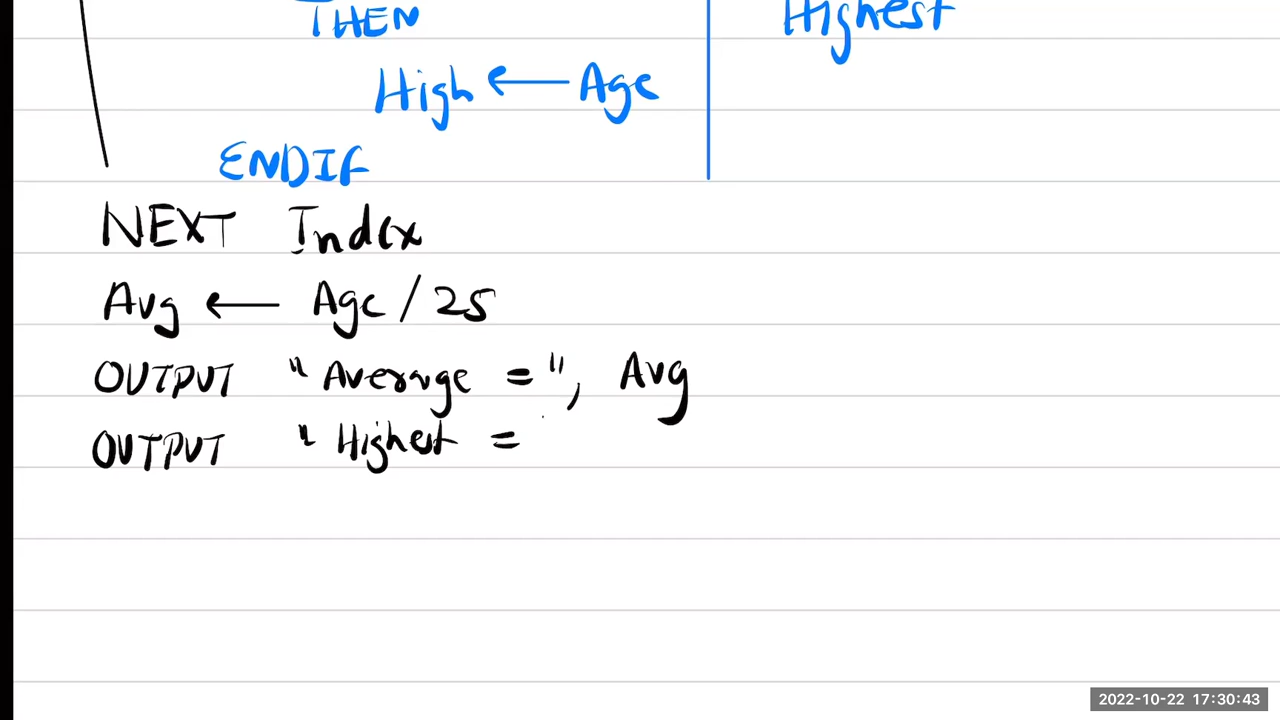 THEN
Highest
High ← Age
ENDIF
NEXT Index
Avg ← Age / 25
OUTPUT "Average = ", Avg
OUTPUT "Highest =
2022-10-22 17:30:43